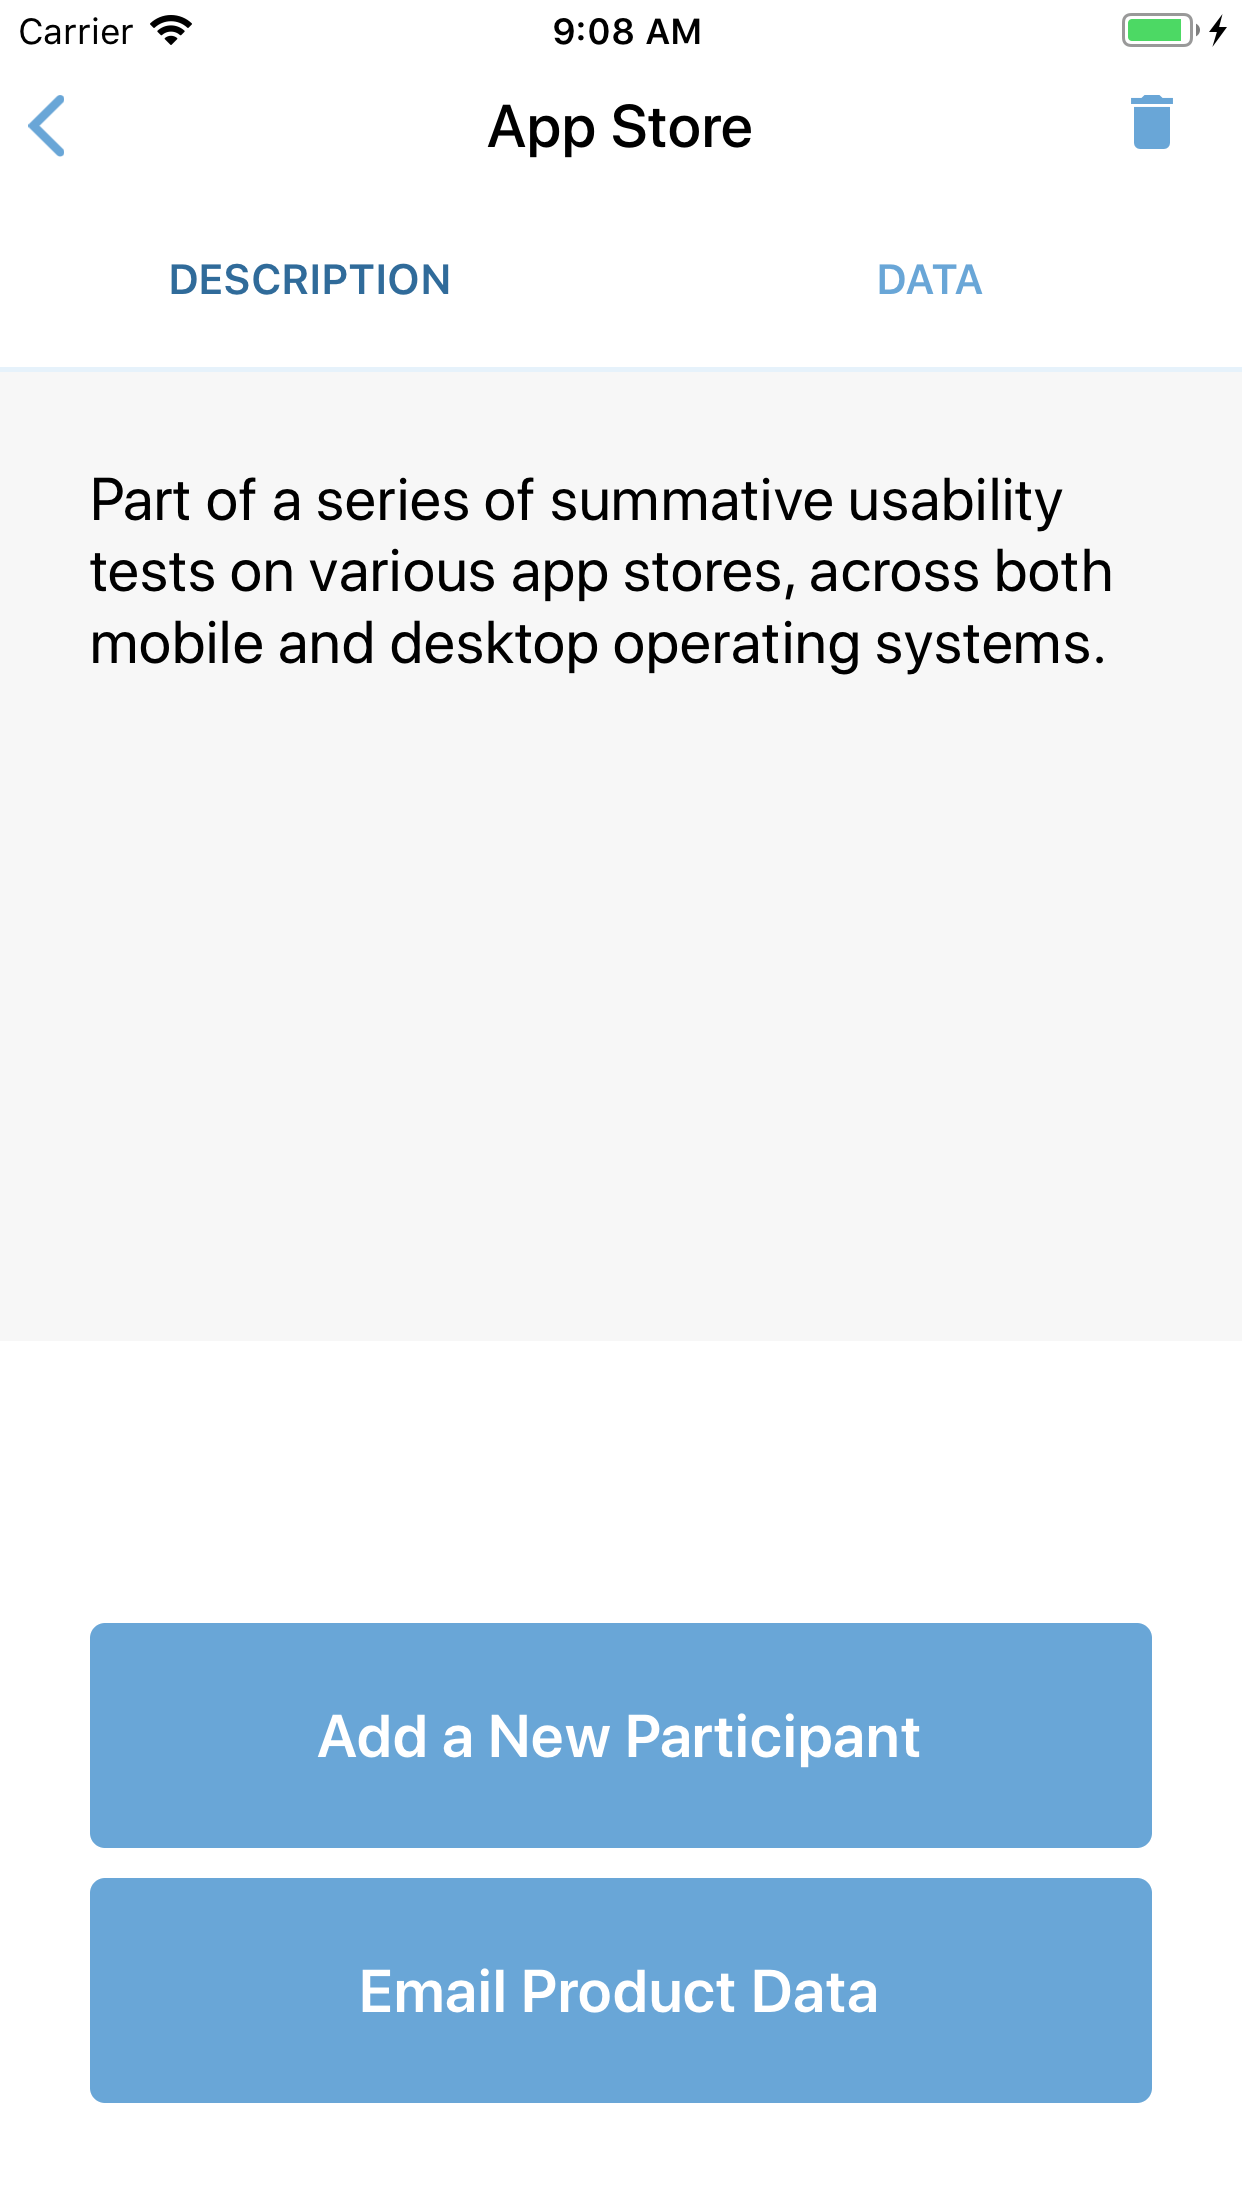 Carrier 9:08 AM
App Store
DESCRIPTION DATA
Part of a series of summative usability
tests on various app stores, across both
mobile and desktop operating systems.
Add a New Participant
Email Product Data